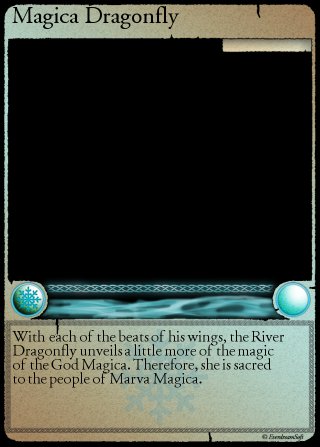 Magica Dragonfly
With each of the beats of his wings, the River
Dragonfly unveils a little more of the magic
of the God Magica. Therefore, she is sacred
to the people of Marva Magica.
© EverdreamSoft